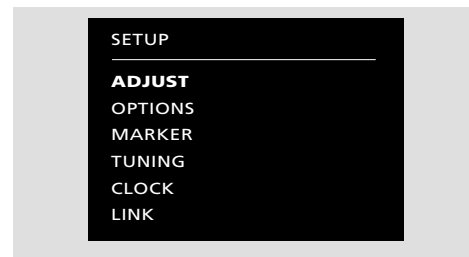 SETUP
ADJUST
OPTIONS
MARKER
TUNING
CLOCK
LINK